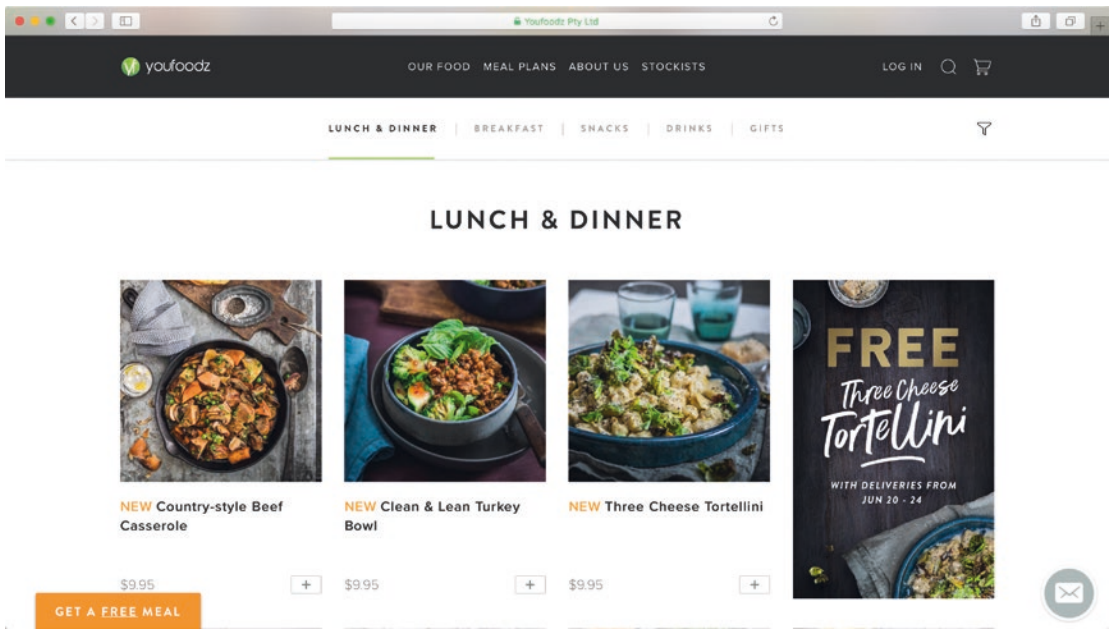 Youfoodz Pty Ltd
youfoodz
OUR FOOD MEAL PLANS ABOUT US STOCKISTS
LOG IN
LUNCH & DINNER | BREAKFAST | SNACKS | DRINKS | GIFTS
LUNCH & DINNER
FREE
Three Cheese
Tortellini
WITH DELIVERIES FROM
JUN 20 - 24
NEW Country-style Beef
Casserole
$9.95 +
NEW Clean & Lean Turkey
Bowl
$9.95 +
NEW Three Cheese Tortellini
$9.95 +
GET A FREE MEAL